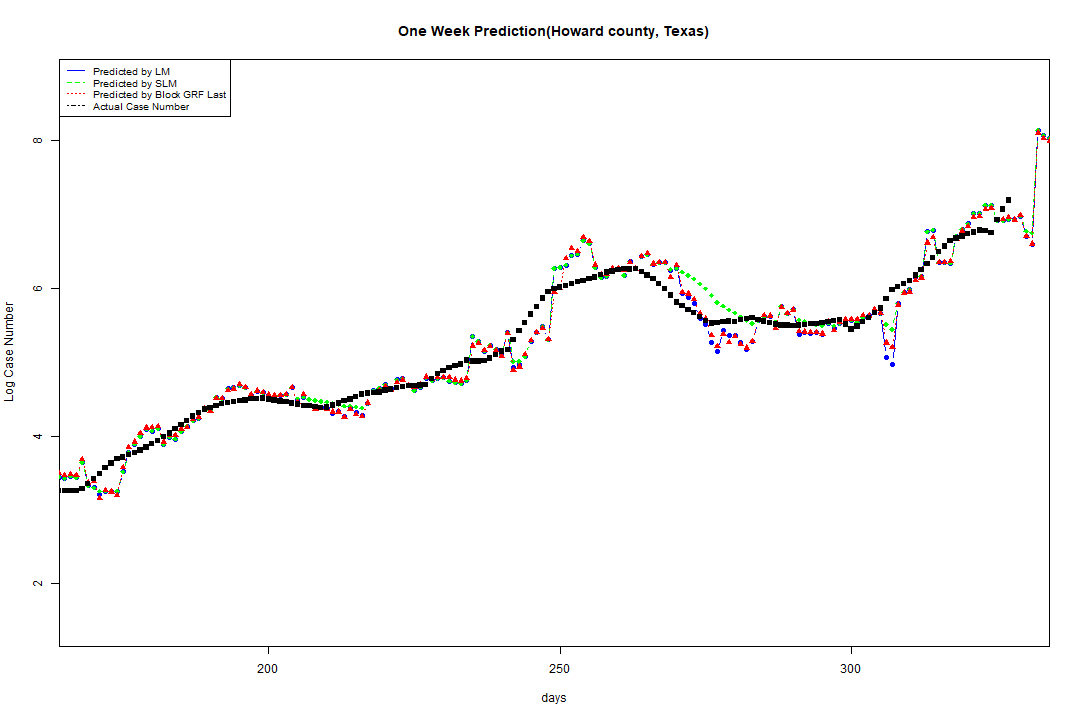 One Week Prediction(Howard county, Texas)
Predicted by LM
Predicted by SLM
Predicted by Block GRF Last
Actual Case Number
8
6
4
2
Log Case Number
200
250
300
days